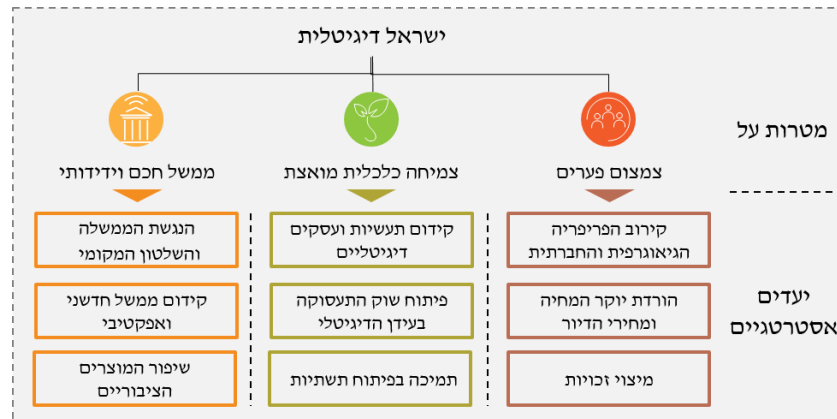 ישראל דיגיטלית
מטרות על
צמצום פערים
צמיחה כלכלית מואצת
ממשל חכם וידידותי
יעדים
אסטרטגיים
קירוב הפריפריה
הגיאוגרפית והחברתית
הורדת יוקר המחיה
ומחירי הדיור
מיצוי זכויות
קידום תעשיות ועסקים
דיגיטליים
פיתוח שוק התעסוקה
בעידן הדיגיטלי
תמיכה בפיתוח תשתיות
הנגשת הממשלה
והשלטון המקומי
קידום ממשל חדשני
ואפקטיבי
שיפור המוצרים
הציבוריים